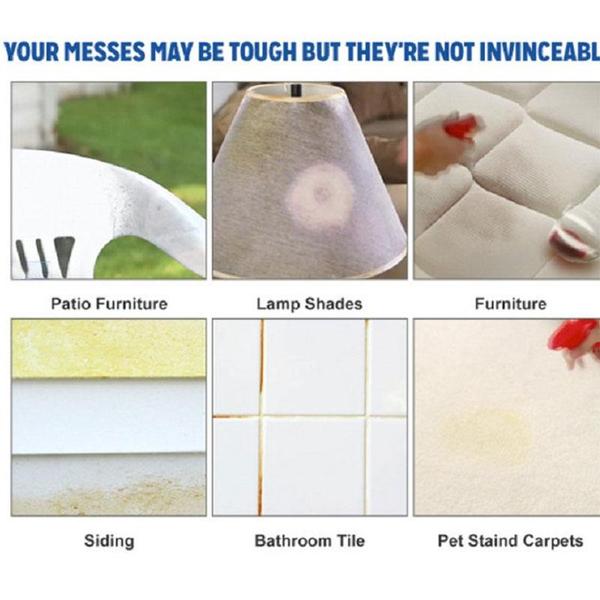 YOUR MESSES MAY BE TOUGH BUT THEY'RE NOT INVINCEABL
Patio Furniture
Lamp Shades
Furniture
Siding
Bathroom Tile
Pet Staind Carpets